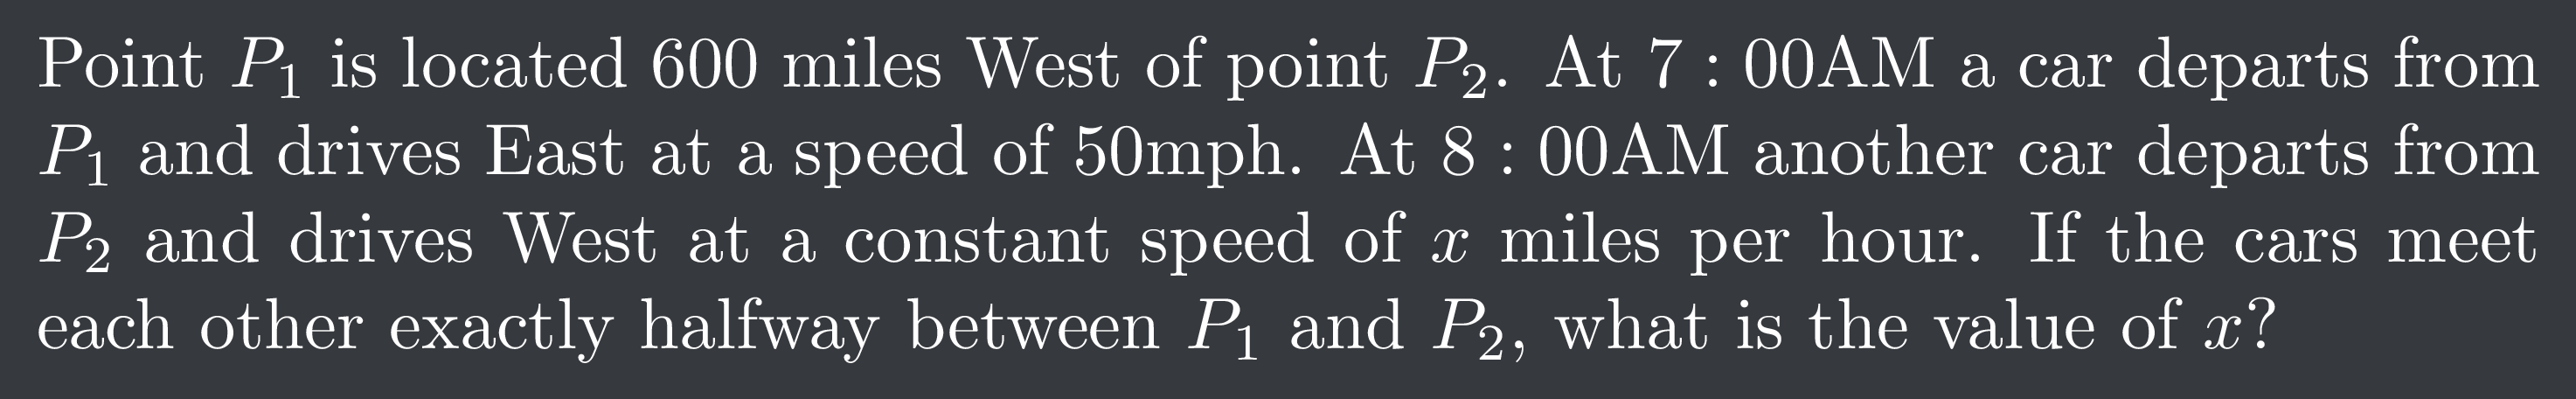 Point P₁ is located 600 miles West of point P₂. At 7 : 00AM a car departs from
P₁ and drives East at a speed of 50mph. At 8 : 00AM another car departs from
P₂ and drives West at a constant speed of x miles per hour. If the cars meet
each other exactly halfway between P₁ and P₂, what is the value of x?